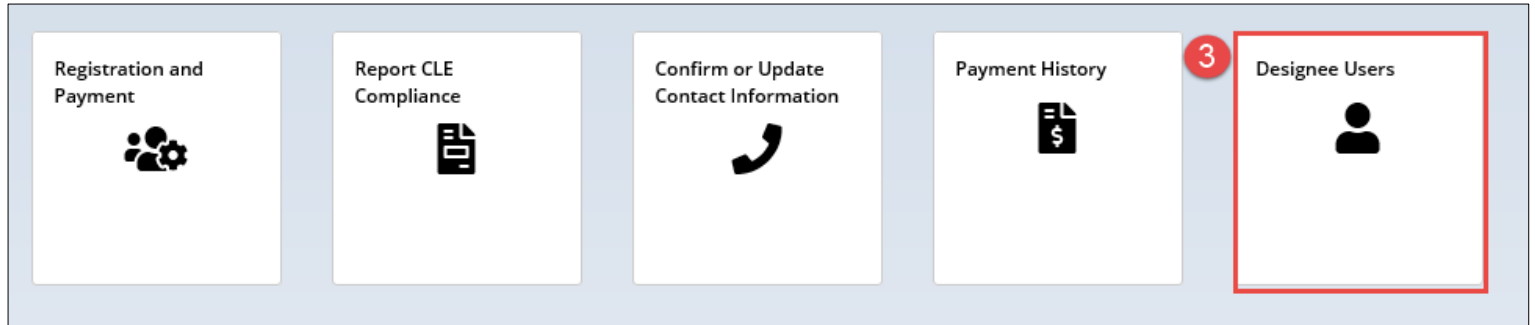 Registration and
Payment
Report CLE
Compliance
Confirm or Update
Contact Information
Payment History
$
3
Designee Users